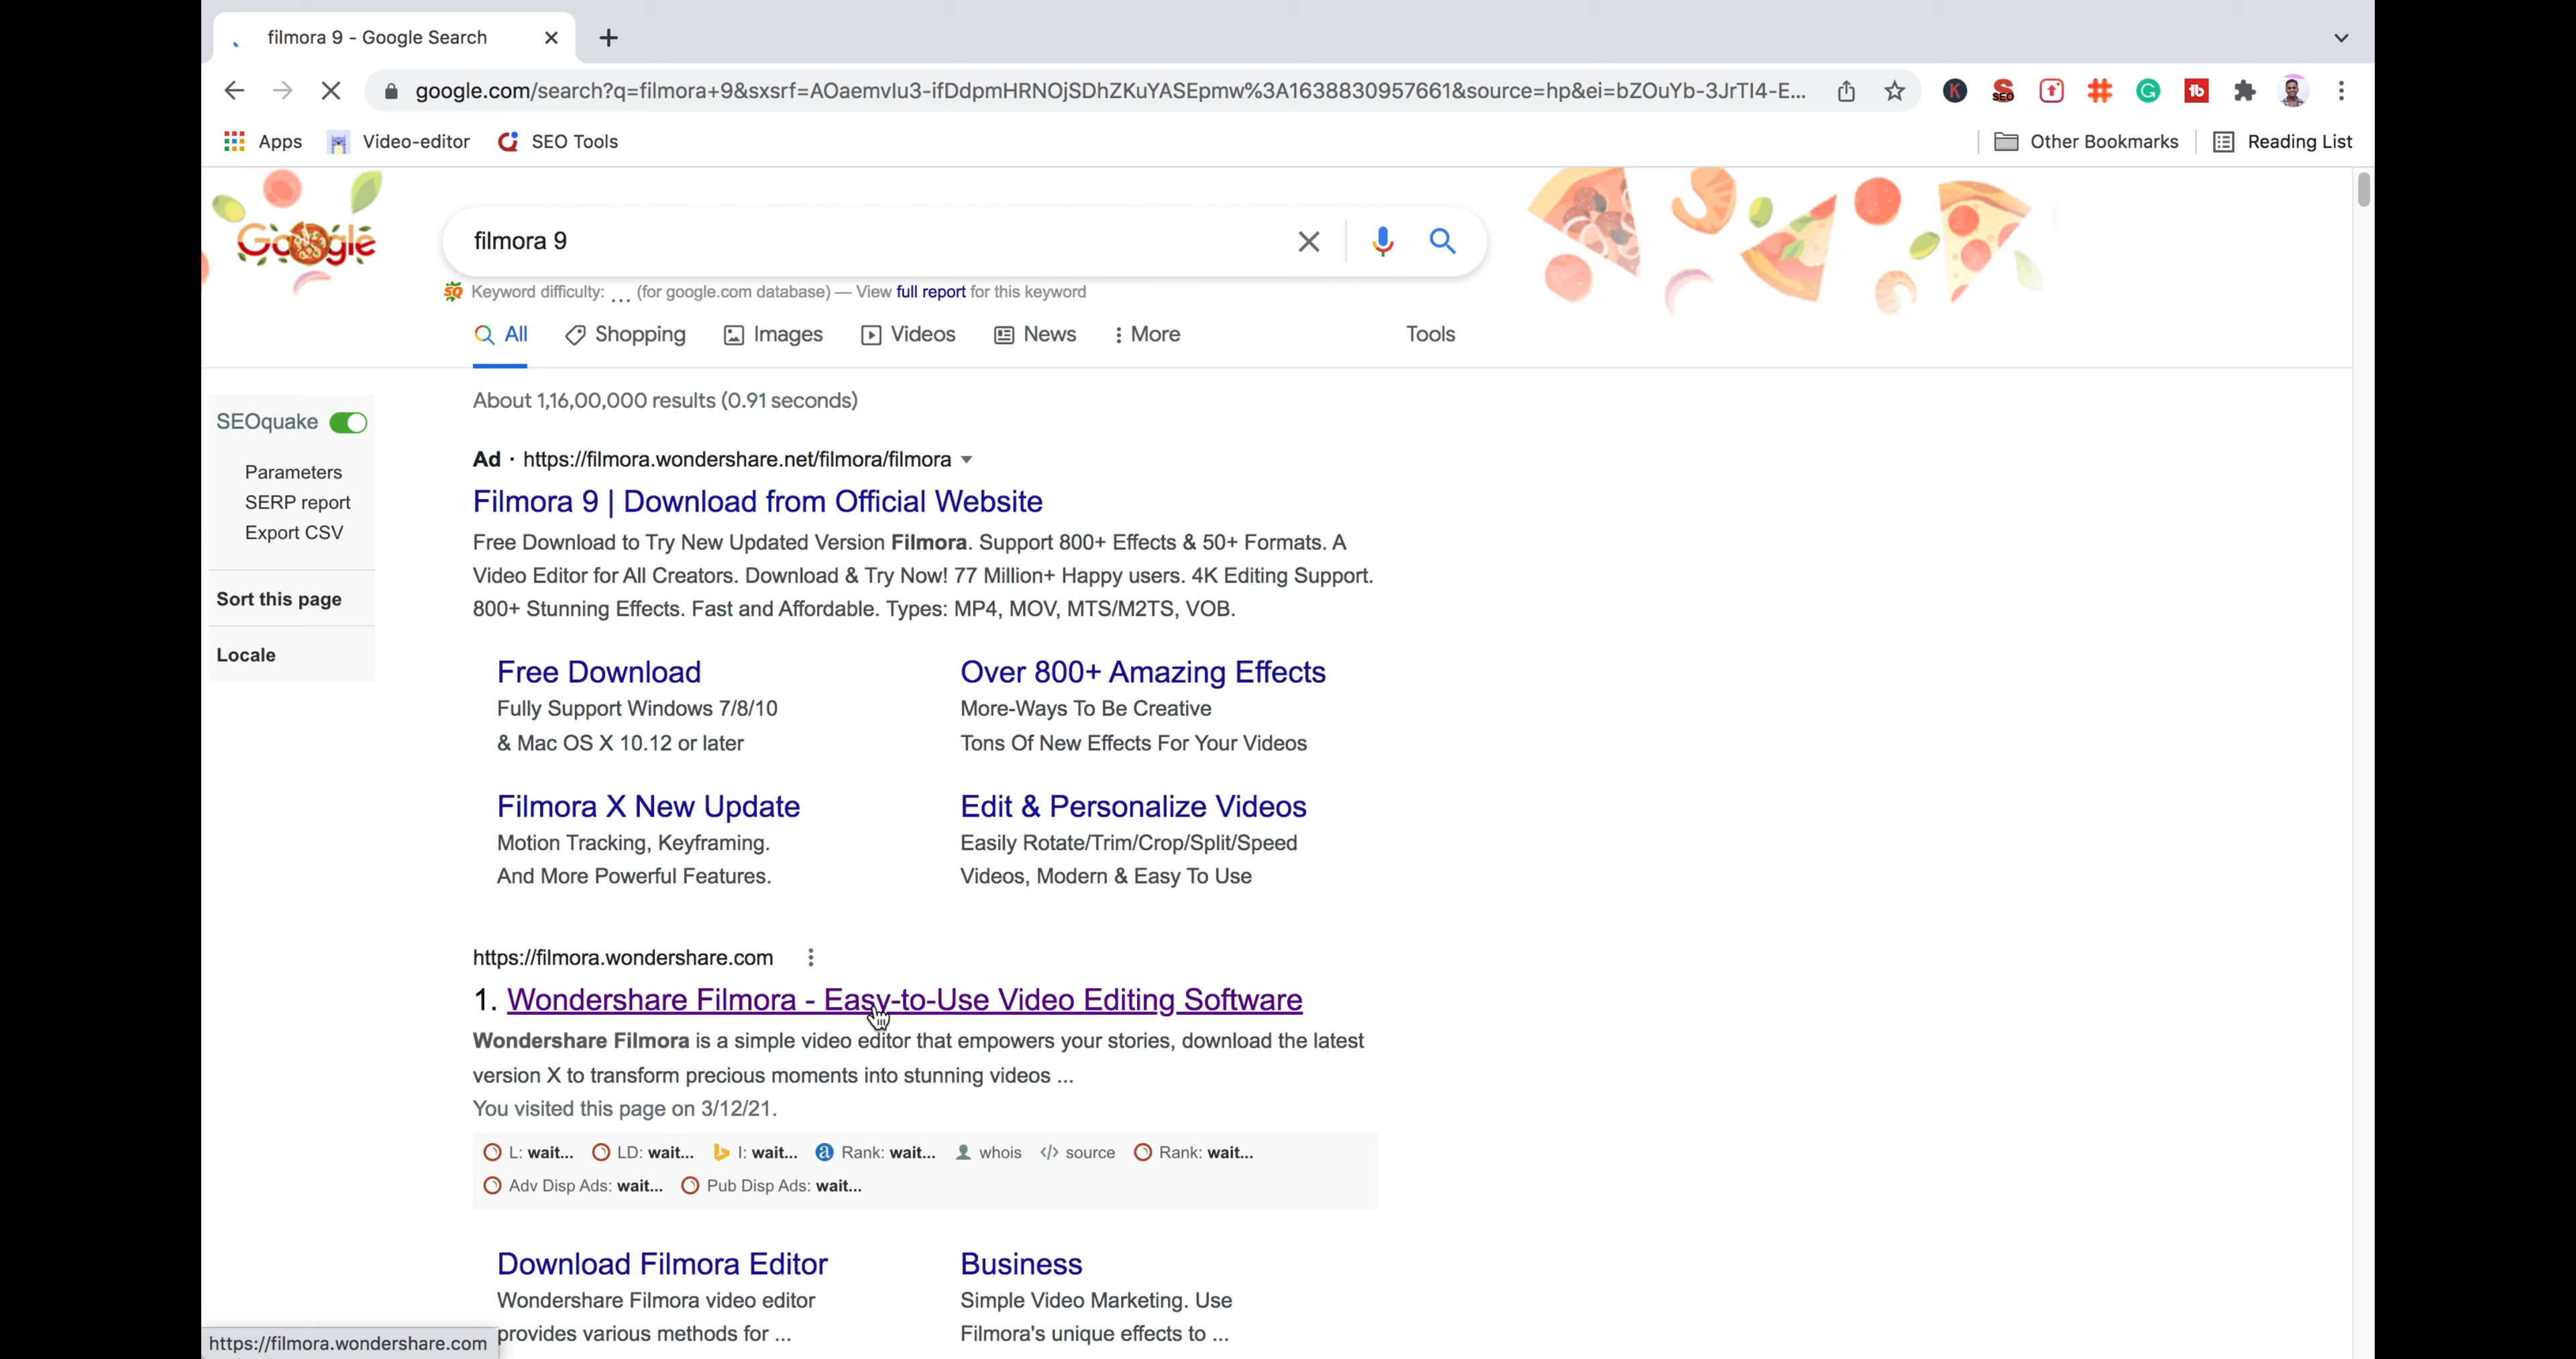 filmora 9 - Google Search
google.com/search?q=filmora+9&sxsrf=AOaemvIu3-ifDdpmHRNOjSDhZKuYASEpmw%3A1638830957661&source=hp&ei=bZOuYb-3JrTI4-E...
Apps Video-editor SEO Tools Other Bookmarks Reading List
Google
filmora 9
Keyword difficulty: ... (for google.com database) — View full report for this keyword
All Shopping Images Videos News More Tools
About 1,16,00,000 results (0.91 seconds)
SEOquake
Parameters
SERP report
Export CSV
Sort this page
Locale
Ad · https://filmora.wondershare.net/filmora/filmora
Filmora 9 | Download from Official Website
Free Download to Try New Updated Version Filmora. Support 800+ Effects & 50+ Formats. A
Video Editor for All Creators. Download & Try Now! 77 Million+ Happy users. 4K Editing Support.
800+ Stunning Effects. Fast and Affordable. Types: MP4, MOV, MTS/M2TS, VOB.
Free Download
Fully Support Windows 7/8/10
& Mac OS X 10.12 or later
Over 800+ Amazing Effects
More-Ways To Be Creative
Tons Of New Effects For Your Videos
Filmora X New Update
Motion Tracking, Keyframing.
And More Powerful Features.
Edit & Personalize Videos
Easily Rotate/Trim/Crop/Split/Speed
Videos, Modern & Easy To Use
https://filmora.wondershare.com
1. Wondershare Filmora - Easy-to-Use Video Editing Software
Wondershare Filmora is a simple video editor that empowers your stories, download the latest
version X to transform precious moments into stunning videos ...
You visited this page on 3/12/21.
L: wait... LD: wait... I: wait... Rank: wait... whois source Rank: wait...
Adv Disp Ads: wait... Pub Disp Ads: wait...
Download Filmora Editor
Wondershare Filmora video editor
provides various methods for ...
Business
Simple Video Marketing. Use
Filmora's unique effects to ...
https://filmora.wondershare.com